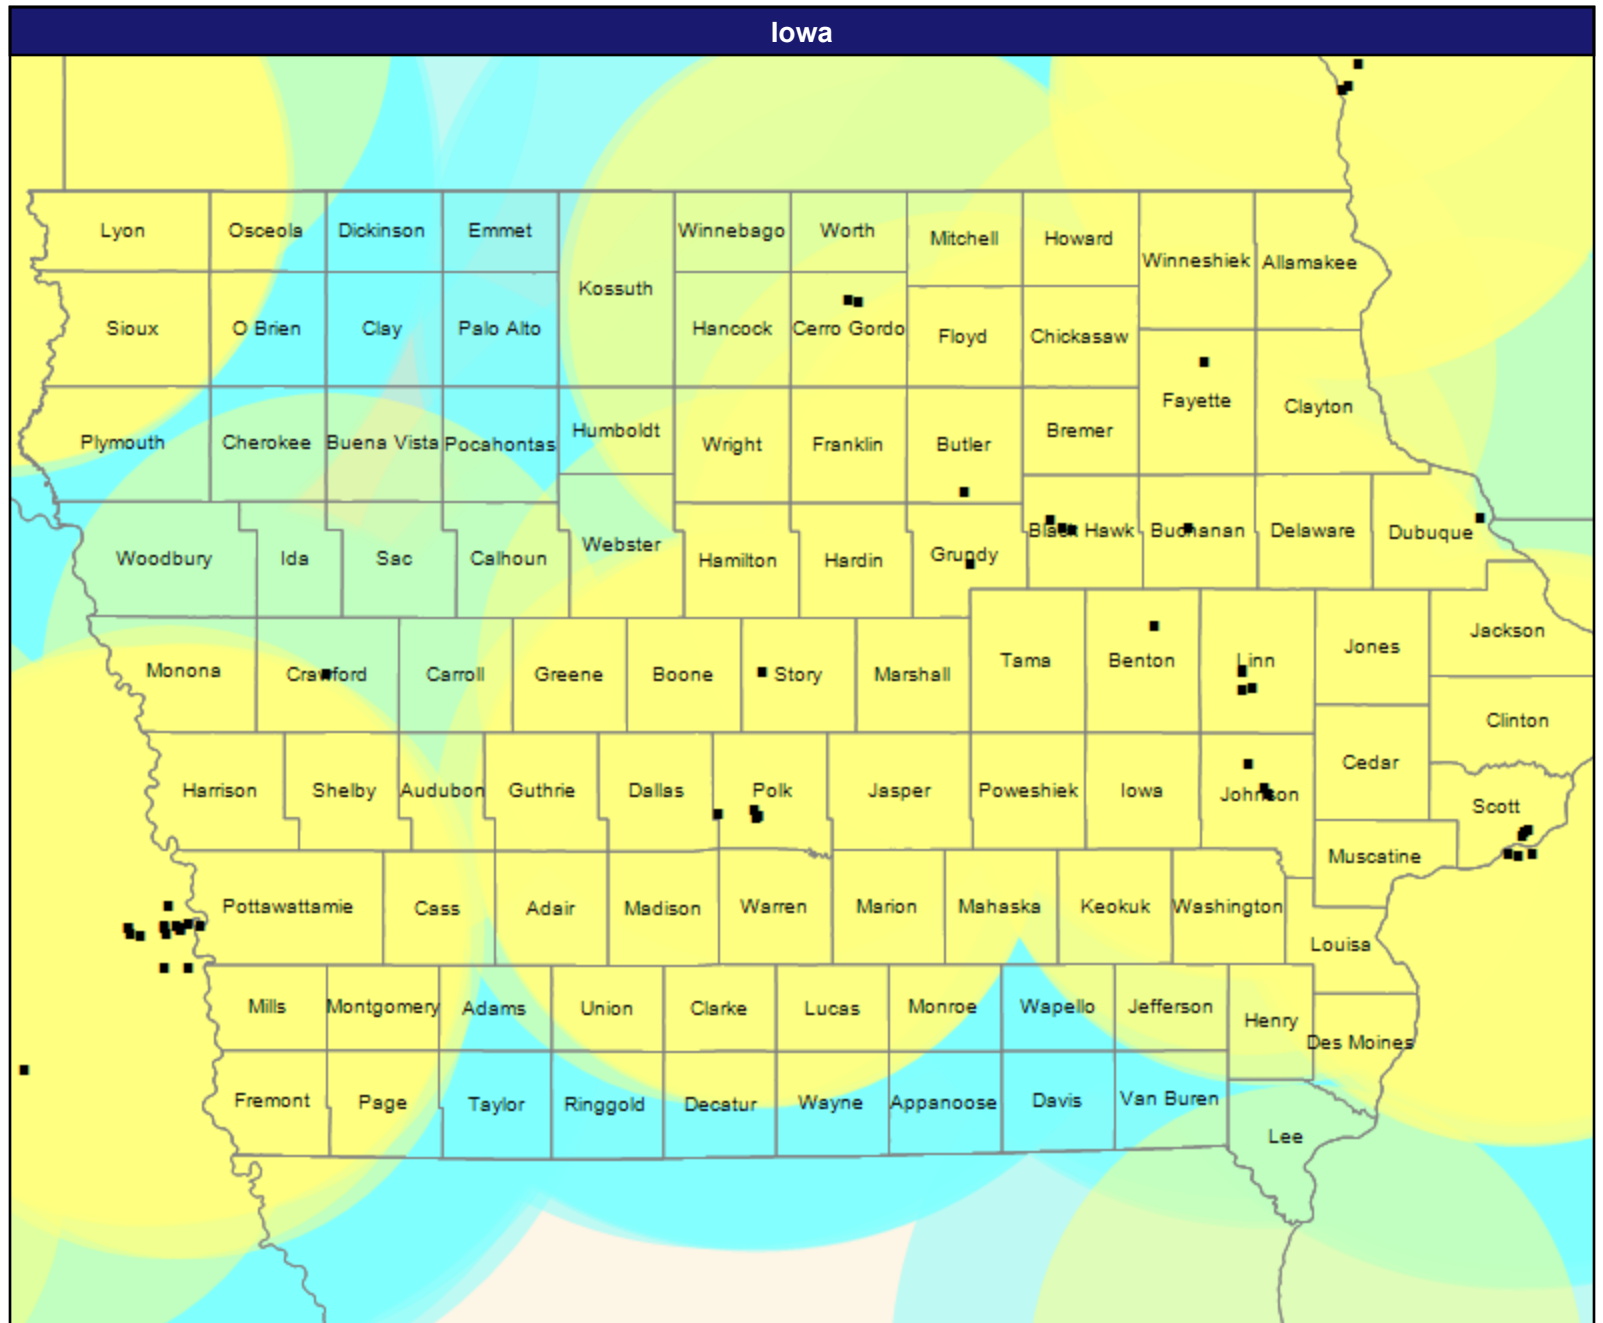 Iowa
Lyon
Osceola
Dickinson
Emmet
Kossuth
Winnebago
Worth
Mitchell
Howard
Winneshiek
Allamakee
Sioux
O Brien
Clay
Palo Alto
Hancock
Cerro Gordo
Floyd
Chickasaw
Fayette
Clayton
Plymouth
Cherokee
Buena Vista
Pocahontas
Humboldt
Wright
Franklin
Butler
Bremer
Woodbury
Ida
Sac
Calhoun
Webster
Hamilton
Hardin
Grundy
Black Hawk
Buchanan
Delaware
Dubuque
Monona
Crawford
Carroll
Greene
Boone
Story
Marshall
Tama
Benton
Linn
Jones
Jackson
Clinton
Harrison
Shelby
Audubon
Guthrie
Dallas
Polk
Jasper
Poweshiek
Iowa
Johnson
Cedar
Scott
Muscatine
Pottawattamie
Cass
Adair
Madison
Warren
Marion
Mahaska
Keokuk
Washington
Louisa
Mills
Montgomery
Adams
Union
Clarke
Lucas
Monroe
Wapello
Jefferson
Henry
Des Moines
Fremont
Page
Taylor
Ringgold
Decatur
Wayne
Appanoose
Davis
Van Buren
Lee